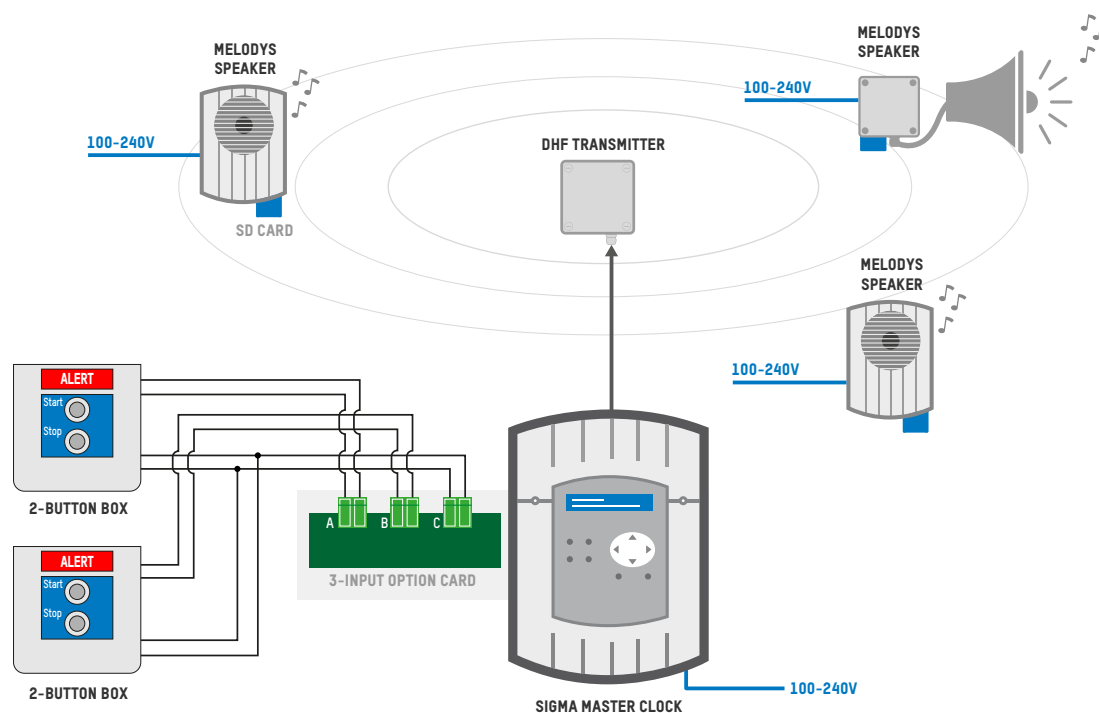 MELODYS
SPEAKER
100-240V
SD CARD
DHF TRANSMITTER
MELODYS
SPEAKER
100-240V
MELODYS
SPEAKER
100-240V
ALERT
Start
Stop
2-BUTTON BOX
ALERT
Start
Stop
2-BUTTON BOX
A
B
C
3-INPUT OPTION CARD
100-240V
SIGMA MASTER CLOCK